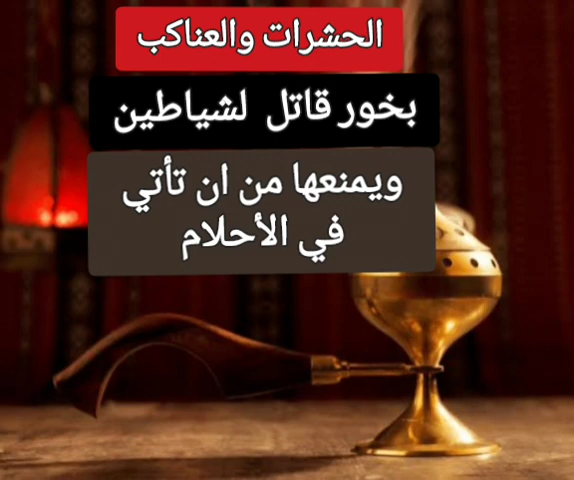 الحشرات والعناكب
بخور قاتل لشياطين
ويمنعها من ان تأتي
في الأحلام